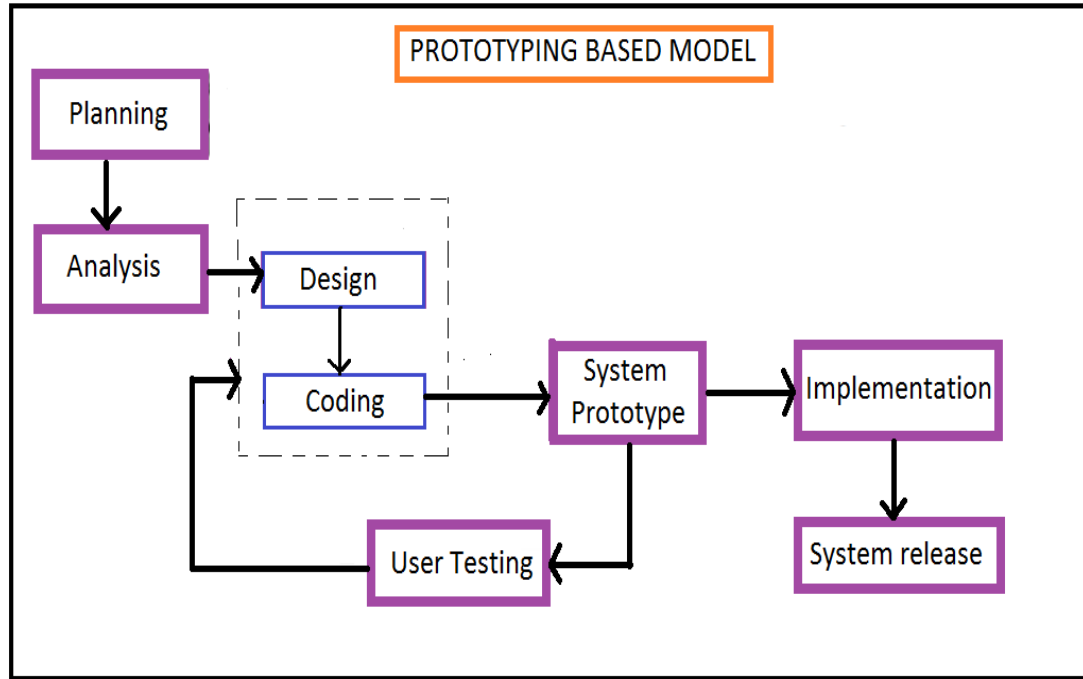 PROTOTYPING BASED MODEL
Planning
Analysis
Design
Coding
System
Prototype
Implementation
User Testing
System release